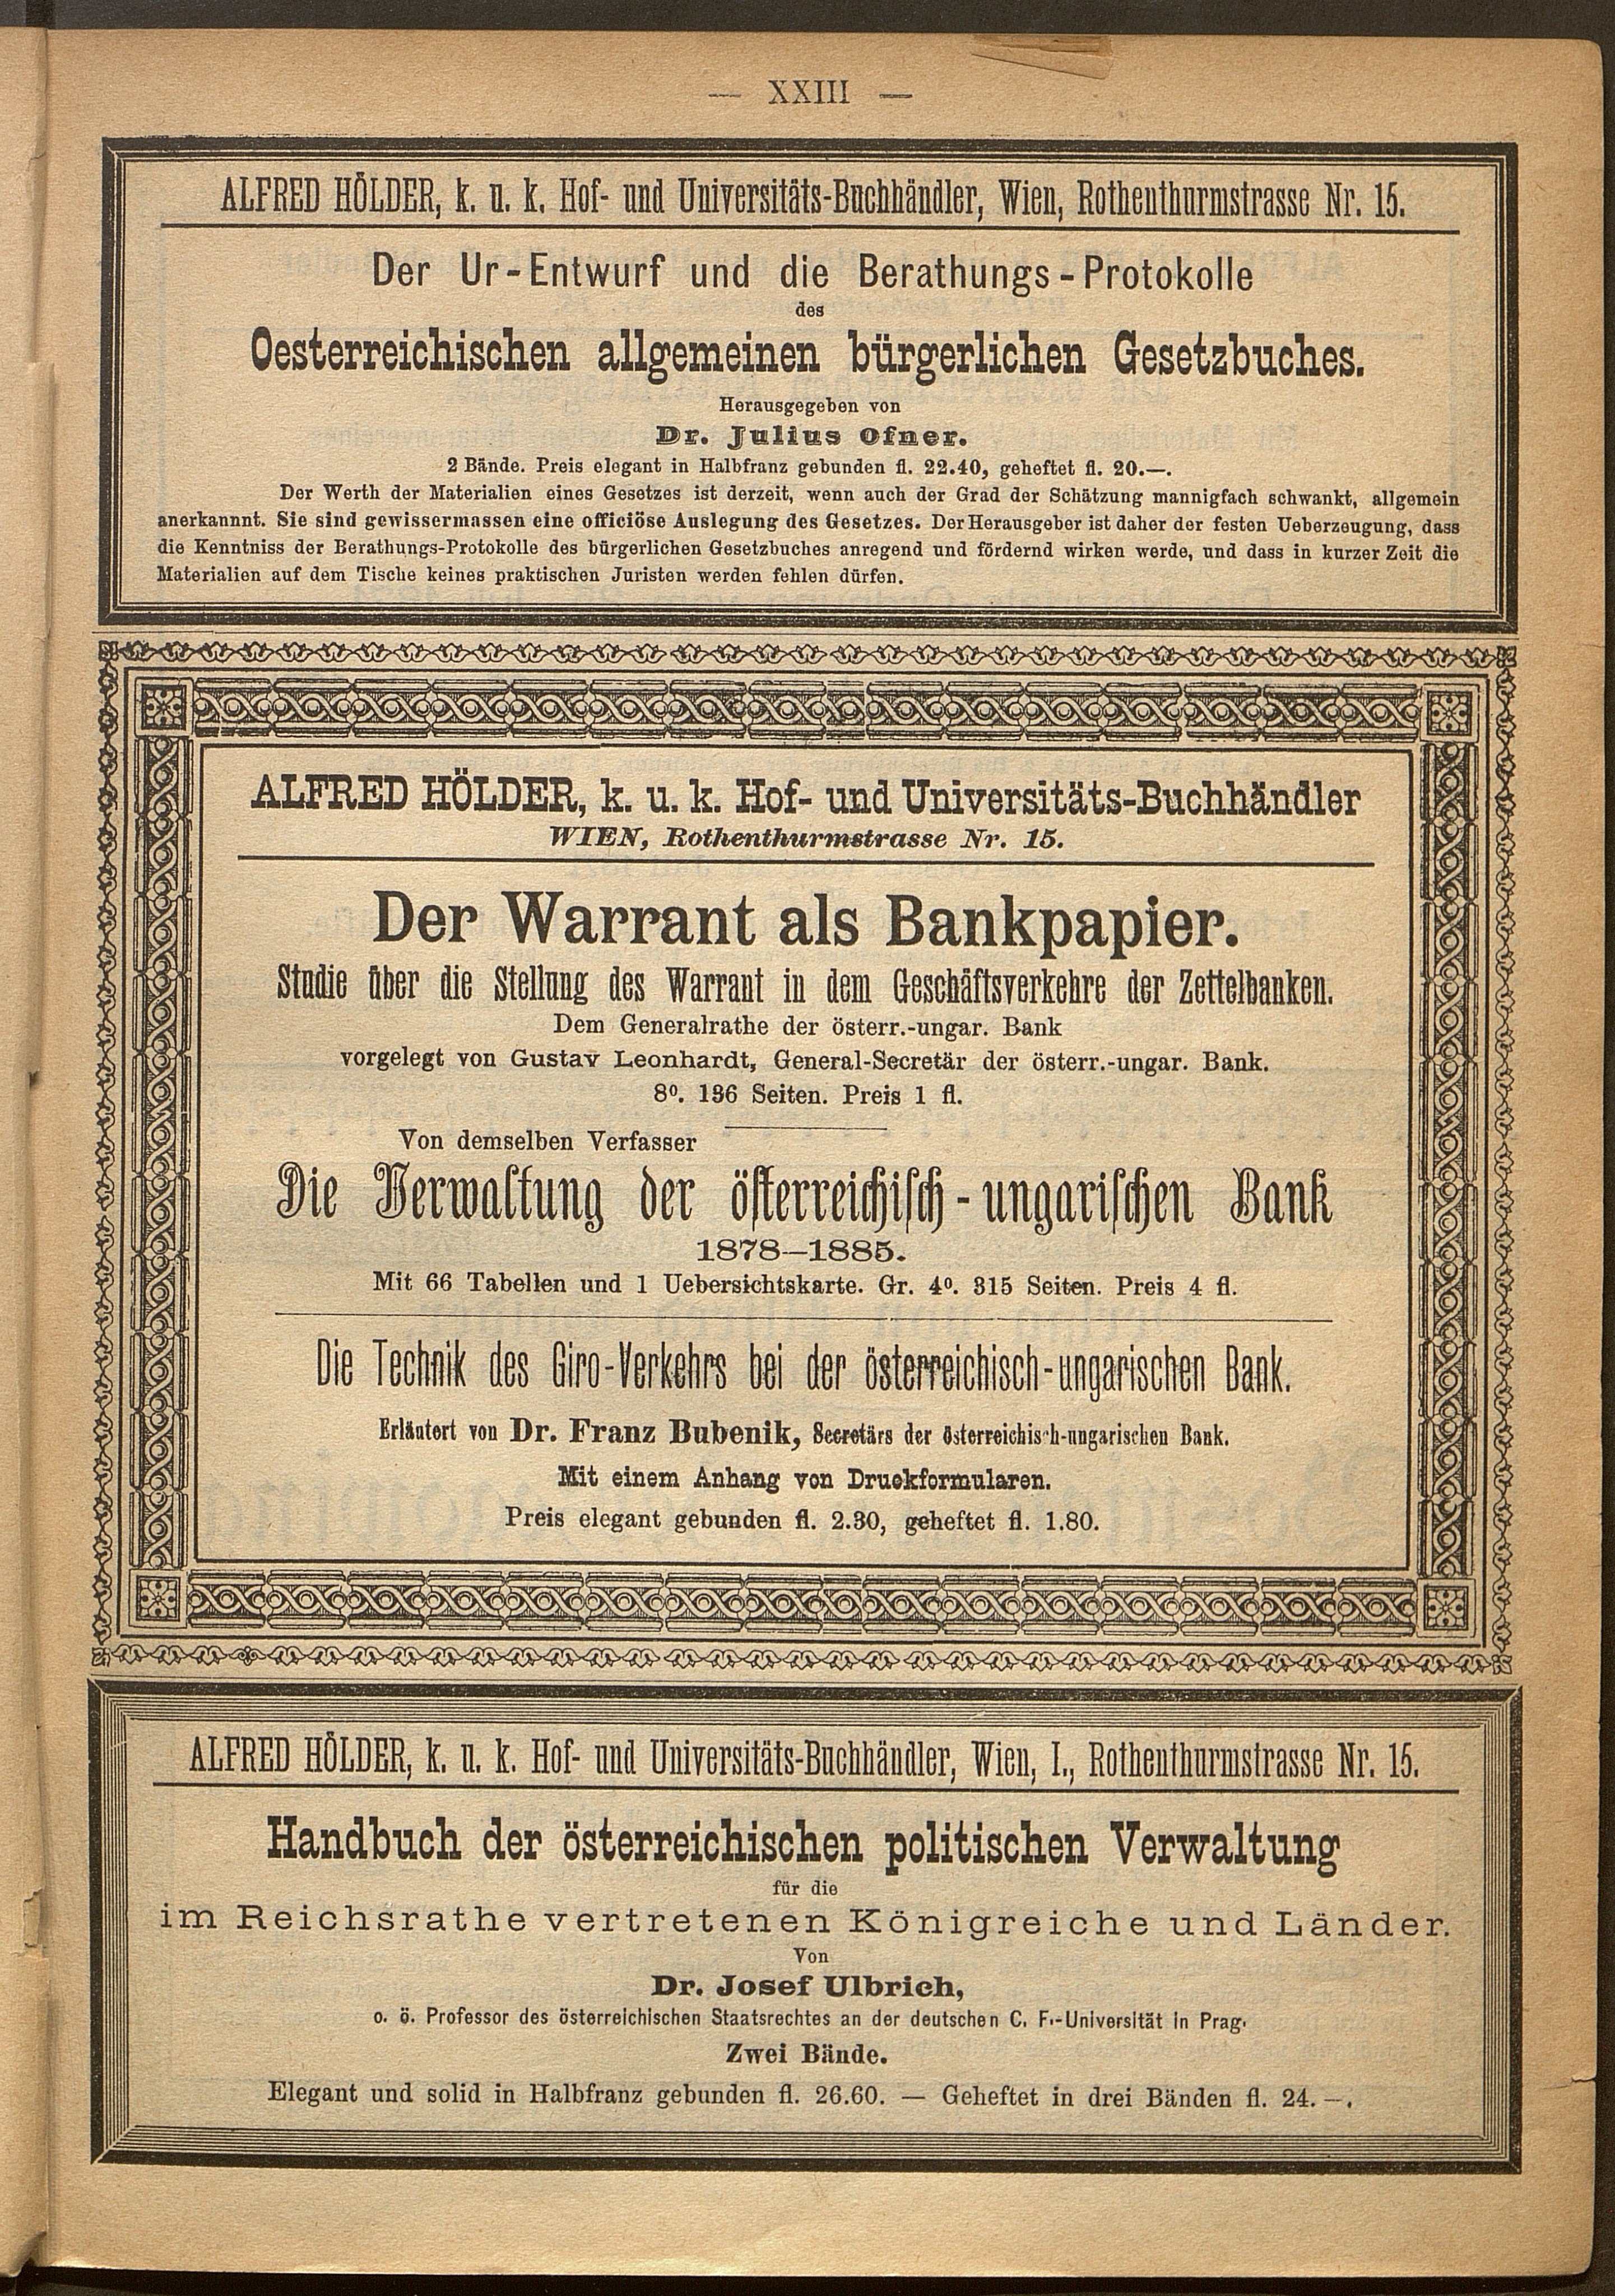 — XXIII —
ALFRED HÖLDER, k. u. k. Hof- und Universitäts-Buchhändler, Wien, Rothenthurmstrasse Nr. 15.
Der Ur-Entwurf und die Berathungs-Protokolle
des
Oesterreichischen allgemeinen bürgerlichen Gesetzbuches.
Herausgegeben von
Dr. Julius Ofner.
2 Bände. Preis elegant in Halbfranz gebunden fl. 22.40, geheftet fl. 20.—.
Der Werth der Materialien eines Gesetzes ist derzeit, wenn auch der Grad der Schätzung mannigfach schwankt, allgemein
anerkannnt. Sie sind gewissermassen eine officiöse Auslegung des Gesetzes. Der Herausgeber ist daher der festen Ueberzeugung, dass
die Kenntniss der Berathungs-Protokolle des bürgerlichen Gesetzbuches anregend und fördernd wirken werde, und dass in kurzer Zeit die
Materialien auf dem Tische keines praktischen Juristen werden fehlen dürfen.
ALFRED HÖLDER, k. u. k. Hof- und Universitäts-Buchhändler
WIEN, Rothenthurmstrasse Nr. 15.
Der Warrant als Bankpapier.
Studie über die Stellung des Warrant in dem Geschäftsverkehre der Zettelbanken.
Dem Generalrathe der österr.-ungar. Bank
vorgelegt von Gustav Leonhardt, General-Secretär der österr.-ungar. Bank.
8º. 136 Seiten. Preis 1 fl.
Von demselben Verfasser
Die Verwaltung der österreichisch-ungarischen Bank
1878—1885.
Mit 66 Tabellen und 1 Uebersichtskarte. Gr. 4º. 315 Seiten. Preis 4 fl.
Die Technik des Giro-Verkehrs bei der österreichisch-ungarischen Bank.
Erläutert von Dr. Franz Bubenik, Secretärs der österreichisch-ungarischen Bank.
Mit einem Anhang von Druckformularen.
Preis elegant gebunden fl. 2.30, geheftet fl. 1.80.
ALFRED HÖLDER, k. u. k. Hof- und Universitäts-Buchhändler, Wien, I., Rothenthurmstrasse Nr. 15.
Handbuch der österreichischen politischen Verwaltung
für die
im Reichsrathe vertretenen Königreiche und Länder.
Von
Dr. Josef Ulbrich,
o. ö. Professor des österreichischen Staatsrechtes an der deutschen C. F.-Universität in Prag.
Zwei Bände.
Elegant und solid in Halbfranz gebunden fl. 26.60. — Geheftet in drei Bänden fl. 24.—.